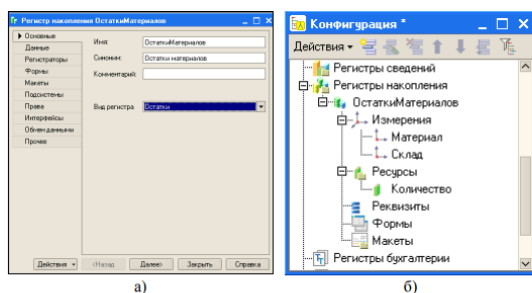 Регистр накопления ОстаткиМатериалов
Основные
Данные
Регистраторы
Формы
Макеты
Подсистемы
Права
Интерфейсы
Обмен данными
Прочее
Имя: ОстаткиМатериалов
Синоним: Остатки материалов
Комментарий:
Вид регистра Остатки
Действия <Назад Далее> Закрыть Справка
а)
Конфигурация *
Действия
Регистры сведений
Регистры накопления
ОстаткиМатериалов
Измерения
Материал
Склад
Ресурсы
Количество
Реквизиты
Формы
Макеты
Регистры бухгалтерии
б)